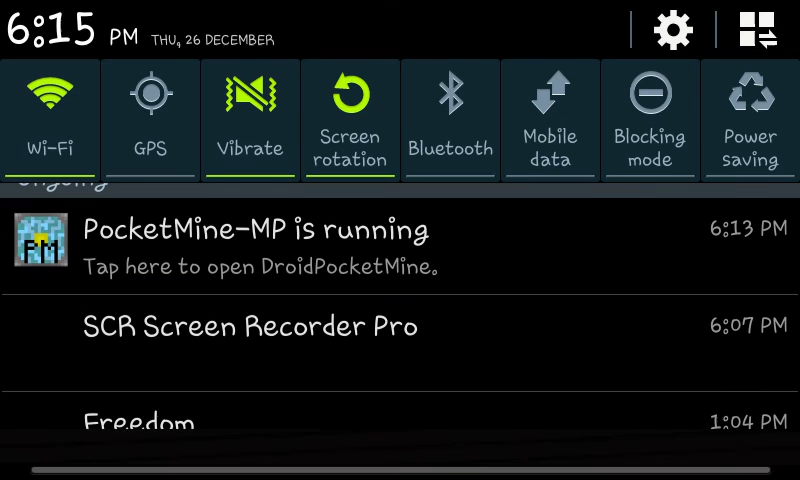 6:15 PM THU, 26 DECEMBER
Wi-Fi
GPS
Vibrate
Screen
rotation
Bluetooth
Mobile
data
Blocking
mode
Power
saving
Ongoing
PM
PocketMine-MP is running 6:13 PM
Tap here to open DroidPocketMine.
SCR Screen Recorder Pro 6:07 PM
Freedom 1:04 PM